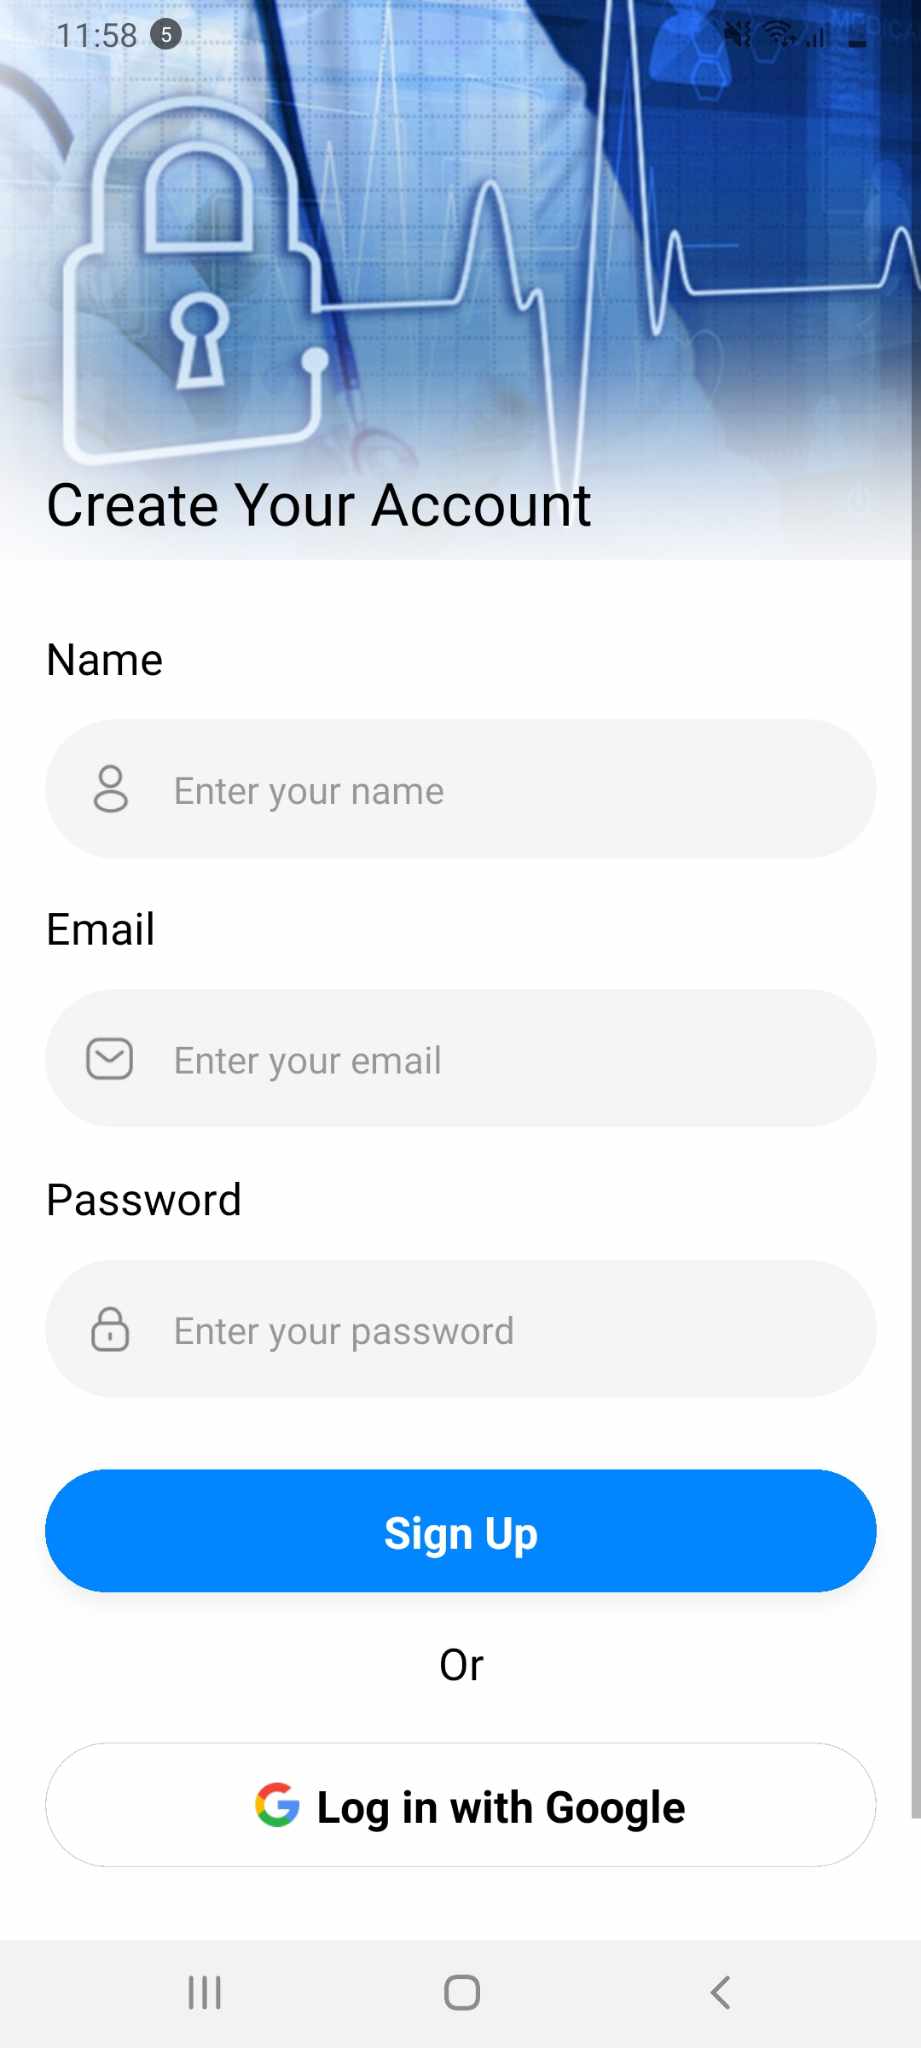 11:58 5
MEDICA
Create Your Account
Name
Enter your name
Email
Enter your email
Password
Enter your password
Sign Up
Or
Log in with Google